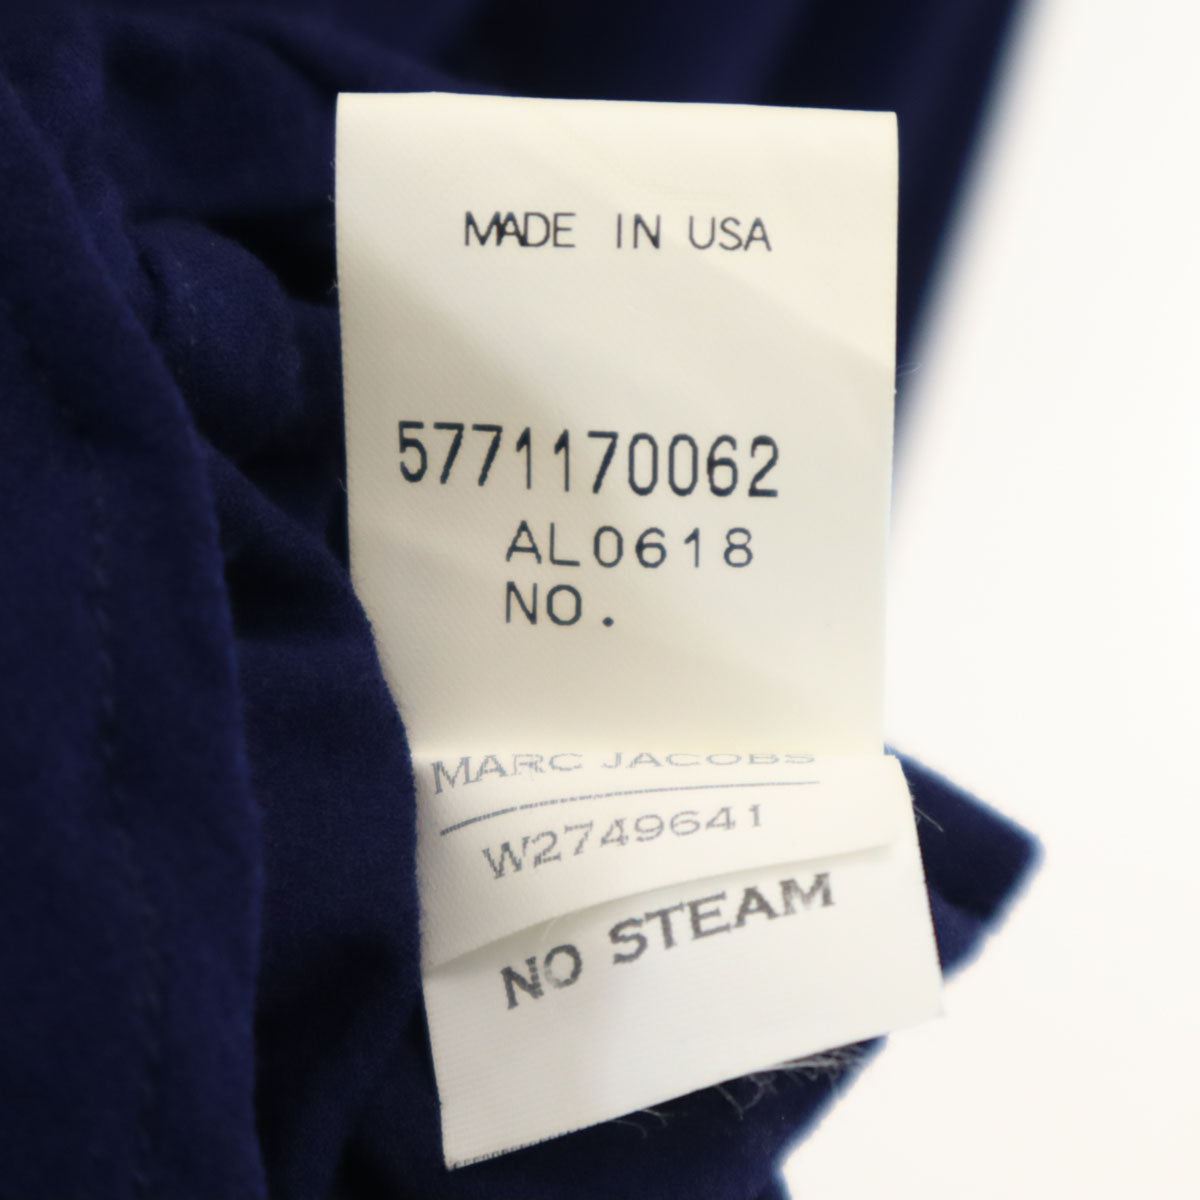 MADE IN USA
5771170062
AL0618
NO.
MARC JACOBS
W2749641
NO STEAM